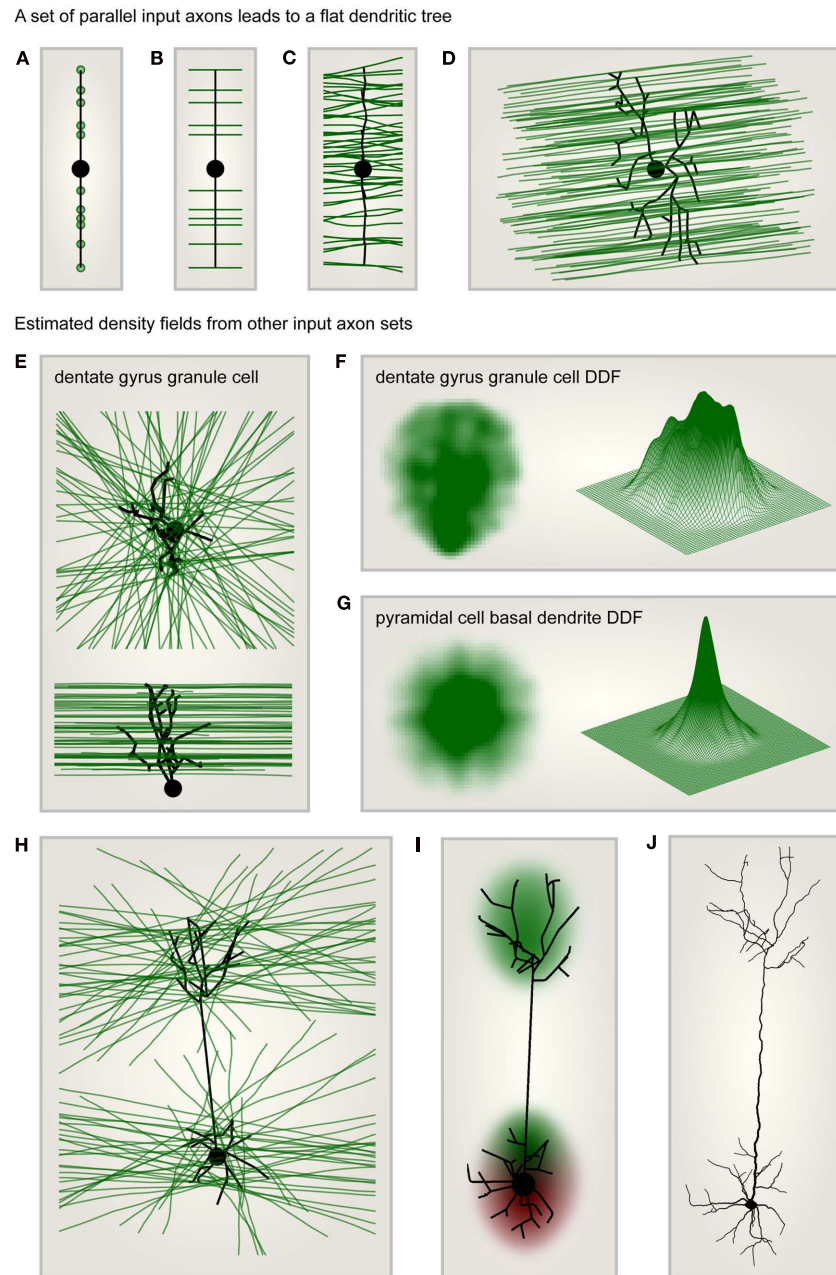 A set of parallel input axons leads to a flat dendritic tree
A
B
C
D
Estimated density fields from other input axon sets
E
dentate gyrus granule cell
F
dentate gyrus granule cell DDF
G
pyramidal cell basal dendrite DDF
H
I
J